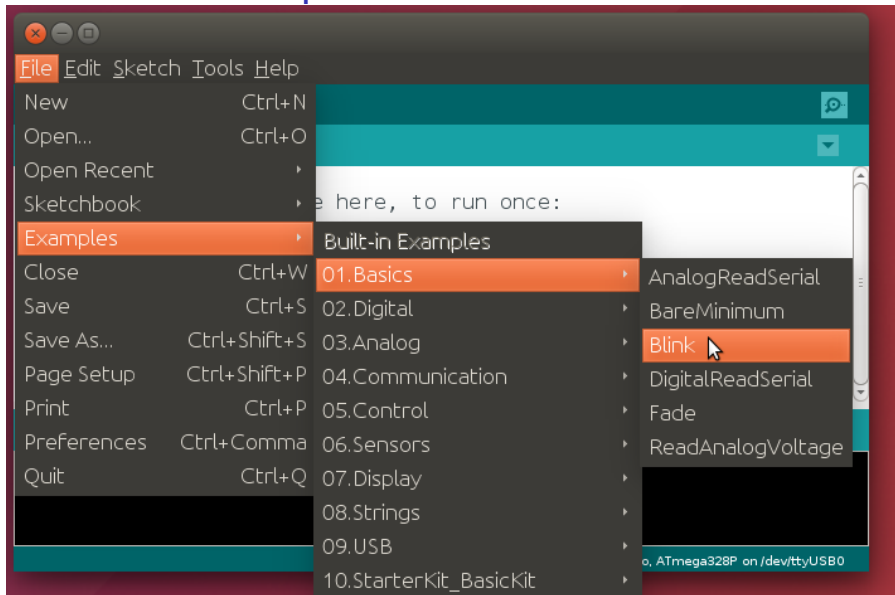 File Edit Sketch Tools Help
New Ctrl+N
Open... Ctrl+O
Open Recent
Sketchbook
e here, to run once:
Examples
Built-in Examples
Close Ctrl+W
01.Basics
AnalogReadSerial
Save Ctrl+S
02.Digital
BareMinimum
Save As... Ctrl+Shift+S
03.Analog
Blink
Page Setup Ctrl+Shift+P
04.Communication
DigitalReadSerial
Print Ctrl+P
05.Control
Fade
Preferences Ctrl+Comma
06.Sensors
ReadAnalogVoltage
Quit Ctrl+Q
07.Display
08.Strings
09.USB
o, ATmega328P on /dev/ttyUSB0
10.StarterKit_BasicKit